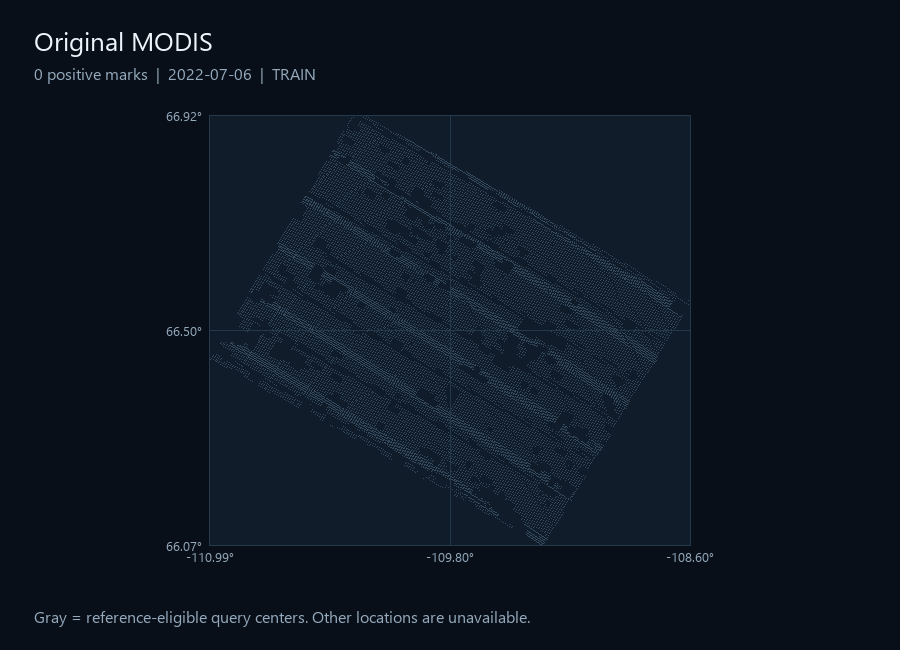 Original MODIS
0 positive marks | 2022-07-06 | TRAIN
66.92°
66.50°
66.07°
-110.99°
-109.80°
-108.60°
Gray = reference-eligible query centers. Other locations are unavailable.